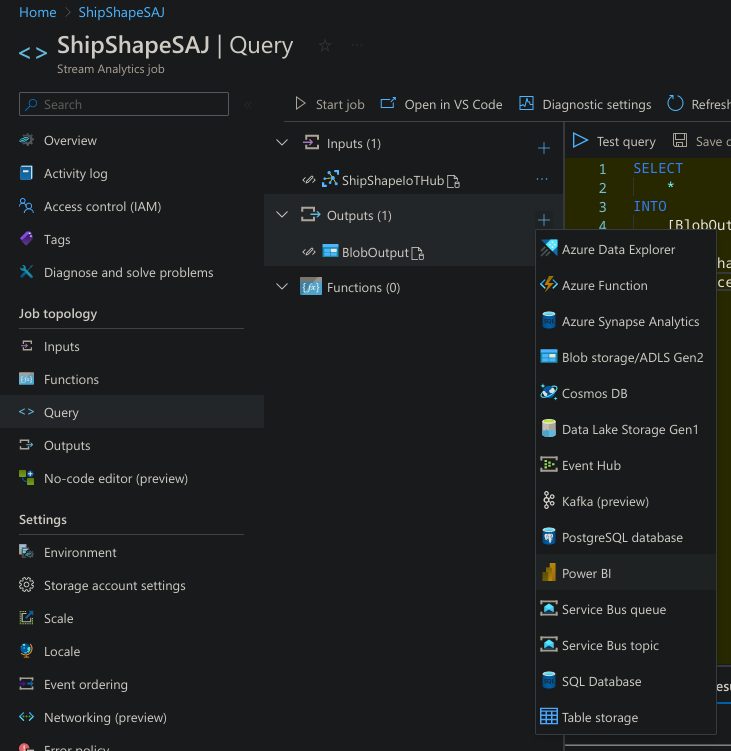 Home > ShipShapeSAJ
<> ShipShapeSAJ | Query ☆ ...
Stream Analytics job
Search «
Overview
Activity log
Access control (IAM)
Tags
Diagnose and solve problems
Job topology
Inputs
Functions
<> Query
Outputs
No-code editor (preview)
Settings
Environment
Storage account settings
Scale
Locale
Event ordering
Networking (preview)
Error policy
Start job
Open in VS Code
Diagnostic settings
Refresh
Inputs (1) +
ShipShapeIoTHub ...
Outputs (1) +
BlobOutput
Functions (0)
Test query
Save
1 SELECT
2 *
3 INTO
4 [BlobOut
Azure Data Explorer
Azure Function
Azure Synapse Analytics
Blob storage/ADLS Gen2
Cosmos DB
Data Lake Storage Gen1
Event Hub
Kafka (preview)
PostgreSQL database
Power BI
Service Bus queue
Service Bus topic
SQL Database
Table storage